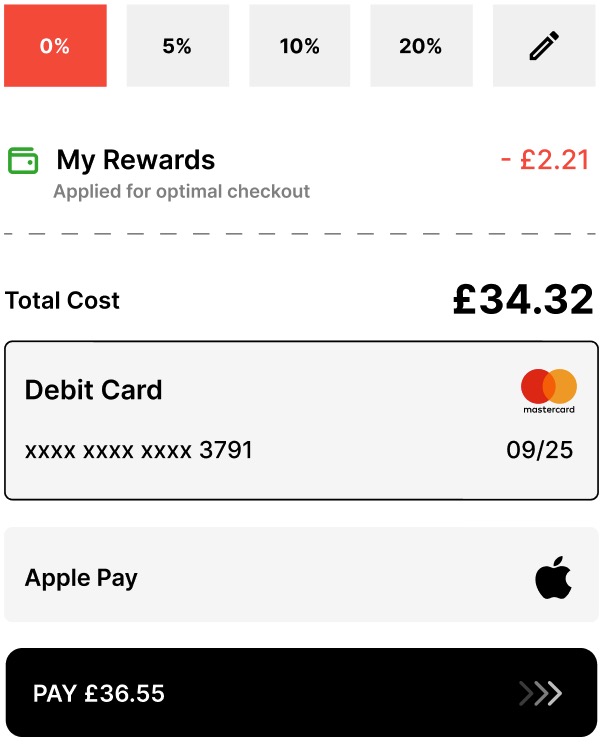 0% 5% 10% 20%
My Rewards - £2.21
Applied for optimal checkout
Total Cost £34.32
Debit Card
mastercard
xxxx xxxx xxxx 3791 09/25
Apple Pay
PAY £36.55